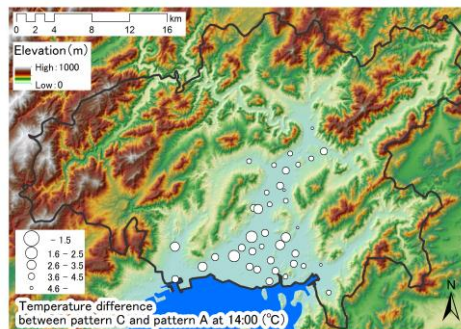 km
0 2 4 8 12 16
Elevation(m)
High : 1000
Low : 0
- 1.5
1.6 - 2.5
2.6 - 3.5
3.6 - 4.5
4.6 -
Temperature difference
between pattern C and pattern A at 14:00 (℃)
N